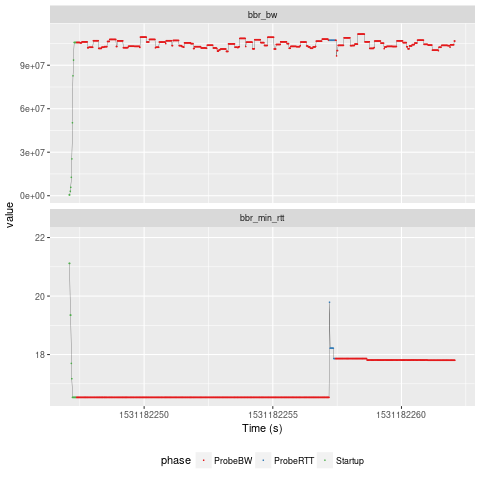 bbr_bw
9e+07
6e+07
3e+07
0e+00
value
bbr_min_rtt
22
20
18
1531182250 1531182255 1531182260
Time (s)
phase ProbeBW ProbeRTT Startup